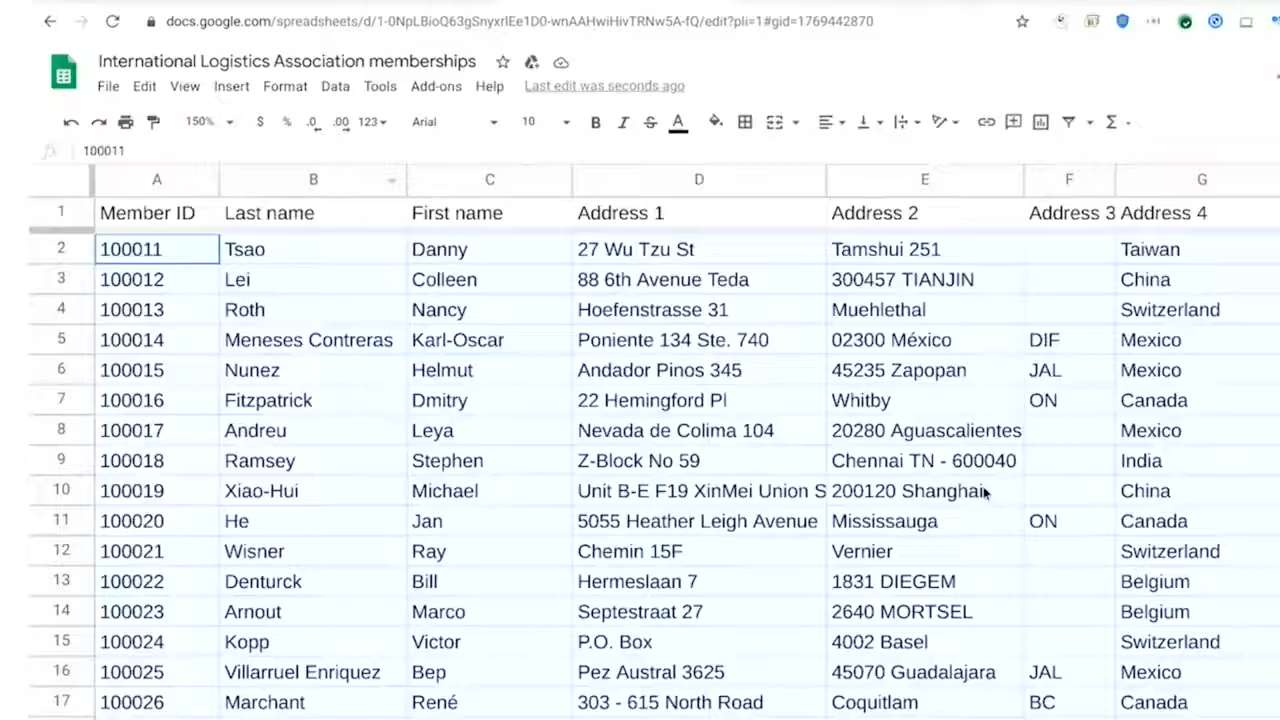 docs.google.com/spreadsheets/d/1-0NpLBioQ63gSnyxrlEe1D0-wnAAHwiHivTRNw5A-fQ/edit?pli=1#gid=1769442870
International Logistics Association memberships
File Edit View Insert Format Data Tools Add-ons Help Last edit was seconds ago
150% $ % .0 .00 123 Arial 10 B I S A Σ
fx 100011
A B C D E F G
1 Member ID Last name First name Address 1 Address 2 Address 3 Address 4
2 100011 Tsao Danny 27 Wu Tzu St Tamshui 251 Taiwan
3 100012 Lei Colleen 88 6th Avenue Teda 300457 TIANJIN China
4 100013 Roth Nancy Hoefenstrasse 31 Muehlethal Switzerland
5 100014 Meneses Contreras Karl-Oscar Poniente 134 Ste. 740 02300 México DIF Mexico
6 100015 Nunez Helmut Andador Pinos 345 45235 Zapopan JAL Mexico
7 100016 Fitzpatrick Dmitry 22 Hemingford Pl Whitby ON Canada
8 100017 Andreu Leya Nevada de Colima 104 20280 Aguascalientes Mexico
9 100018 Ramsey Stephen Z-Block No 59 Chennai TN - 600040 India
10 100019 Xiao-Hui Michael Unit B-E F19 XinMei Union S 200120 Shanghai China
11 100020 He Jan 5055 Heather Leigh Avenue Mississauga ON Canada
12 100021 Wisner Ray Chemin 15F Vernier Switzerland
13 100022 Denturck Bill Hermeslaan 7 1831 DIEGEM Belgium
14 100023 Arnout Marco Septestraat 27 2640 MORTSEL Belgium
15 100024 Kopp Victor P.O. Box 4002 Basel Switzerland
16 100025 Villarruel Enriquez Bep Pez Austral 3625 45070 Guadalajara JAL Mexico
17 100026 Marchant René 303 - 615 North Road Coquitlam BC Canada